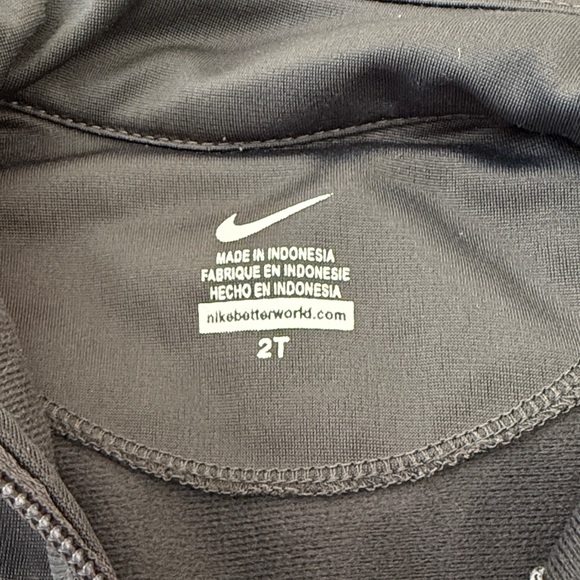 MADE IN INDONESIA
FABRIQUE EN INDONESIE
HECHO EN INDONESIA
nikebetterworld.com
2T